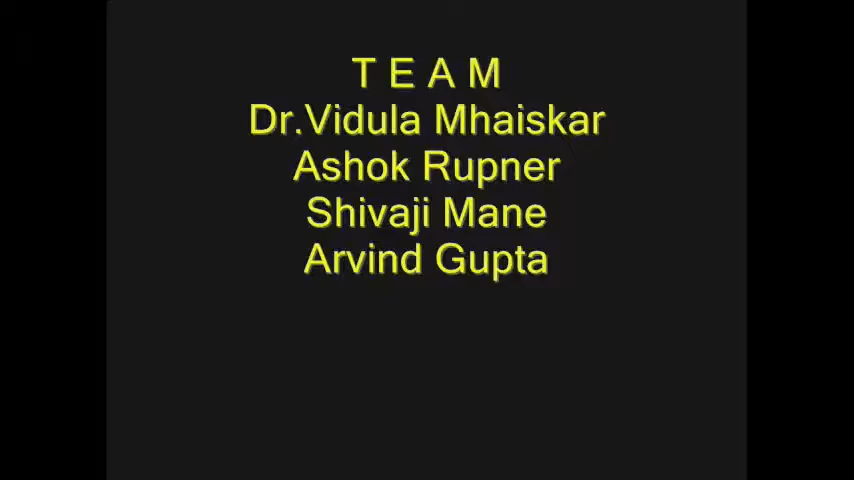 T E A M
Dr.Vidula Mhaiskar
Ashok Rupner
Shivaji Mane
Arvind Gupta